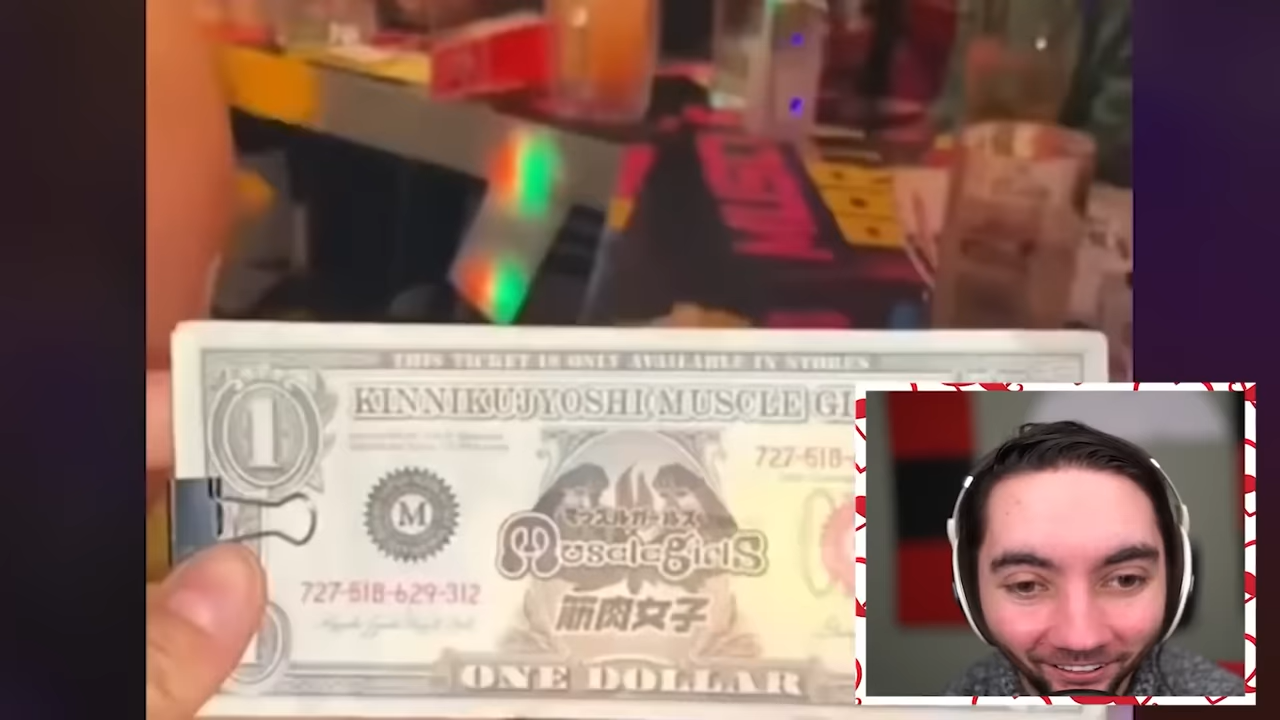 MUSCLE
THIS TICKET IS ONLY AVAILABLE IN STORES
KINNIKUJYOSHI(MUSCLE GI
1
727-518-
M
マッスルガールズ
Musclegirls
727-518-629-312
筋肉女子
ONE DOLLAR